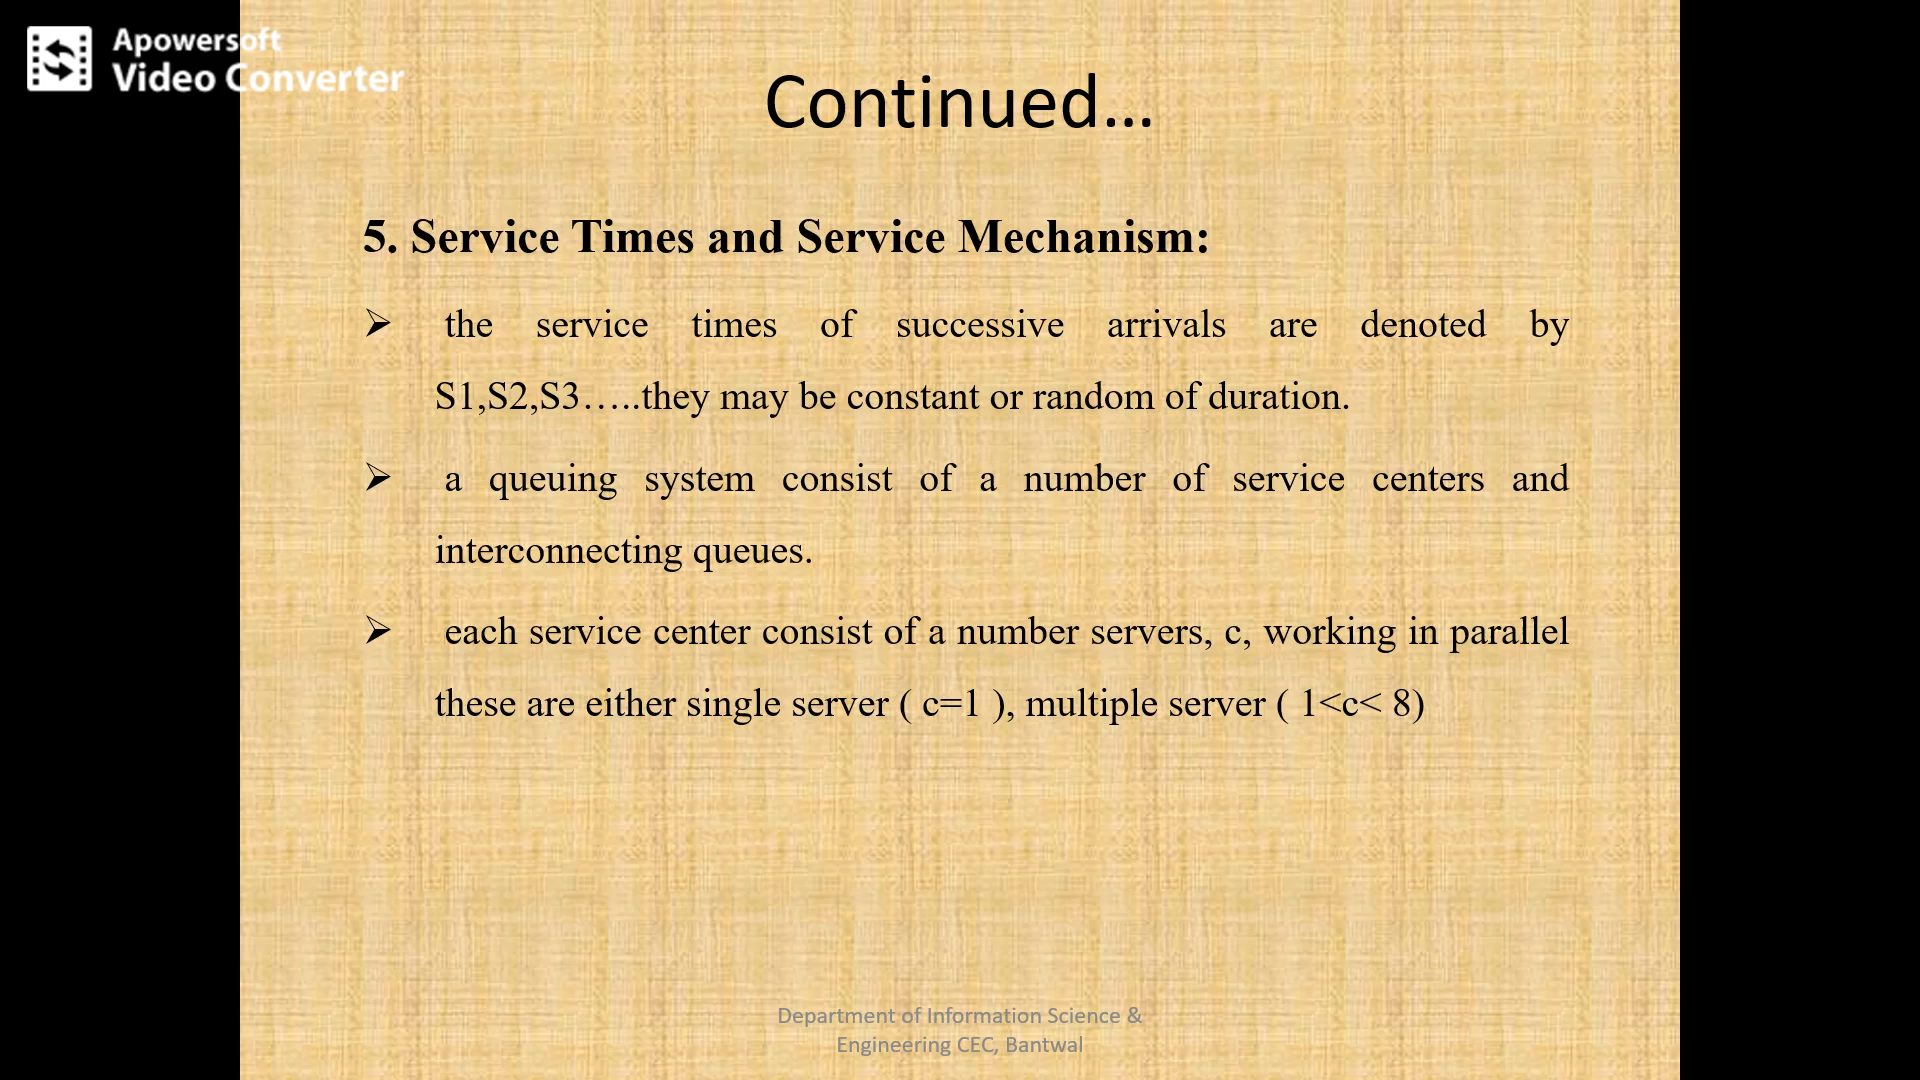 Apowersoft
Video Converter
Continued...
5. Service Times and Service Mechanism:
➢ the service times of successive arrivals are denoted by
S1,S2,S3…..they may be constant or random of duration.
➢ a queuing system consist of a number of service centers and
interconnecting queues.
➢ each service center consist of a number servers, c, working in parallel
these are either single server ( c=1 ), multiple server ( 1<c< 8)
Department of Information Science &
Engineering CEC, Bantwal